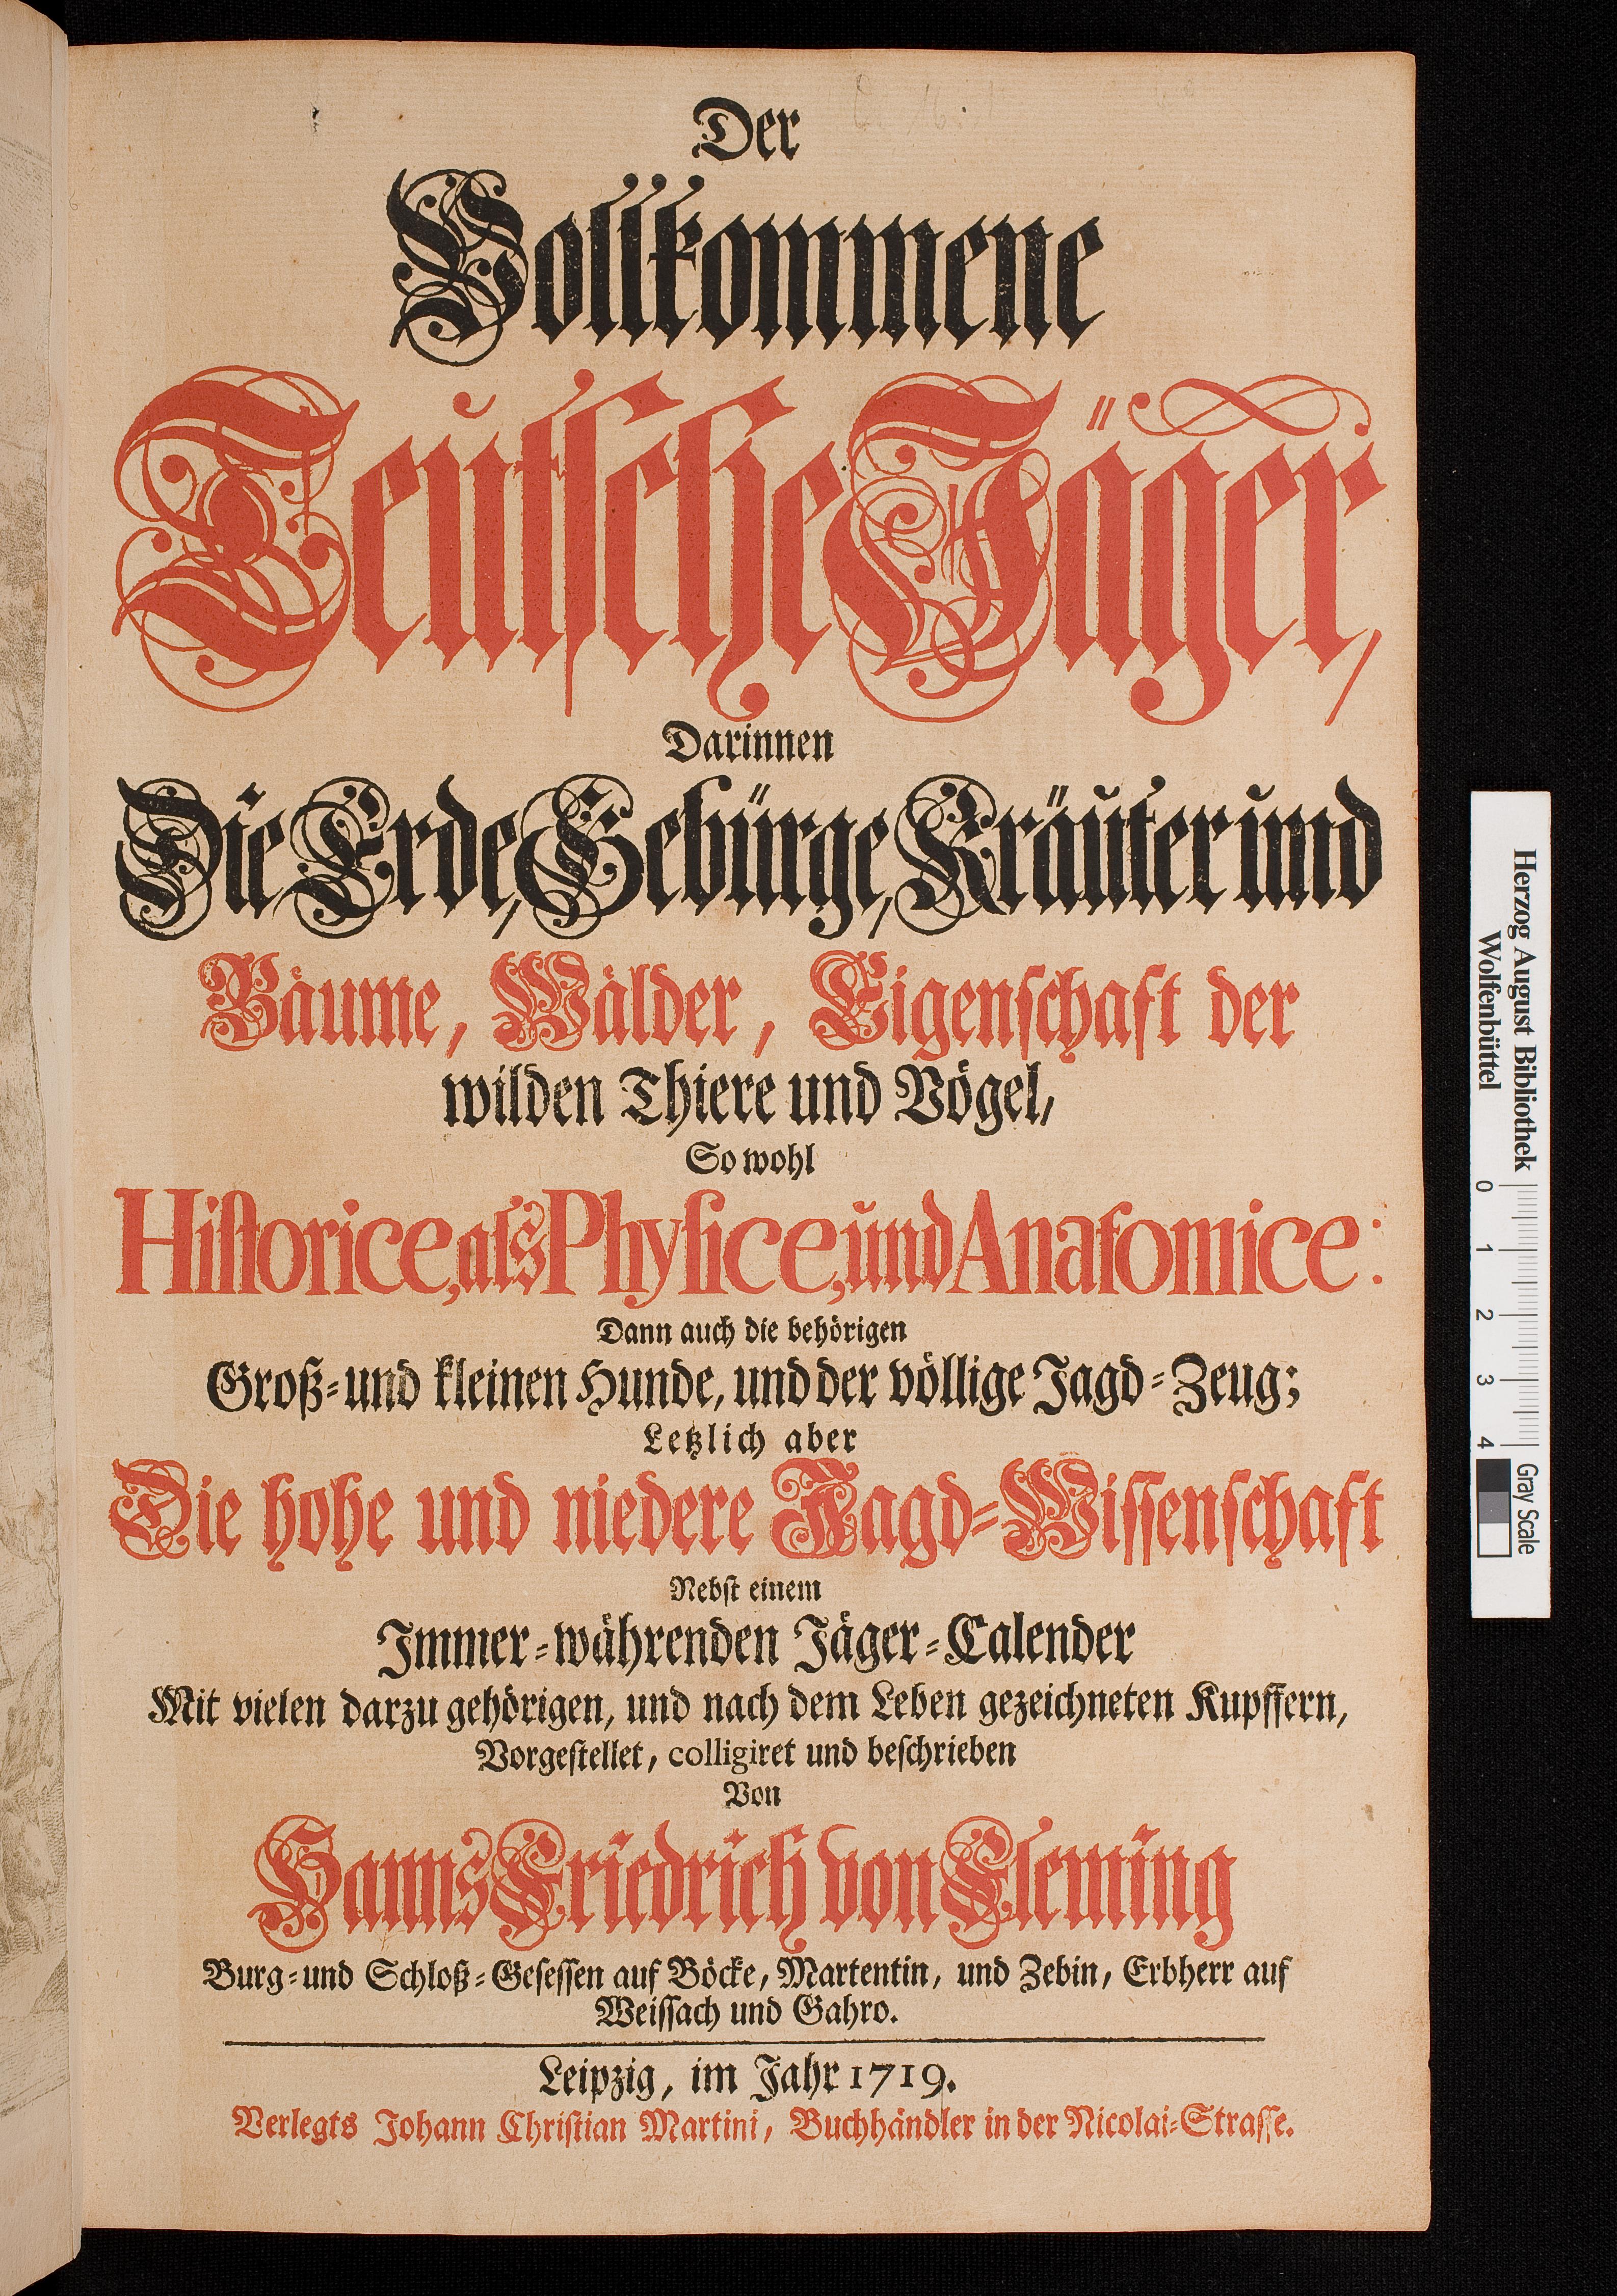 Der
Vollkommene
Teutsche Jäger,
Darinnen
Die Erde, Gebürge, Kräuter und
Bäume, Wälder, Eigenschaft der
wilden Thiere und Vögel,
So wohl
Historice, als Physice, und Anatomice:
Dann auch die behörigen
Groß- und kleinen Hunde, und der völlige Jagd-Zeug;
Letzlich aber
Die hohe und niedere Jagd-Wissenschaft
Nebst einem
Immer-währenden Jäger-Calender
Mit vielen darzu gehörigen, und nach dem Leben gezeichneten Kupffern,
Vorgestellet, colligiret und beschrieben
Von
Hanns Friedrich von Fleming
Burg- und Schloß-Gesessen auf Böcke, Martentin, und Zebin, Erbherr auf
Weissach und Gahro.
Leipzig, im Jahr 1719.
Verlegts Johann Christian Martini, Buchhändler in der Nicolai-Strasse.
Herzog August Bibliothek
Wolfenbüttel
0 1 2 3 4
Gray Scale